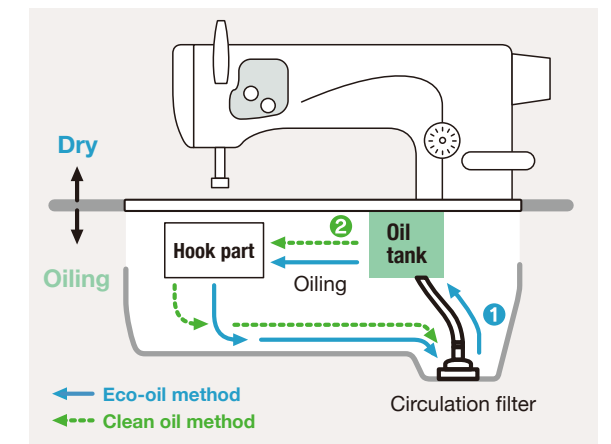 Dry
Oiling
Hook part
2
Oil
tank
Oiling
1
Circulation filter
Eco-oil method
Clean oil method